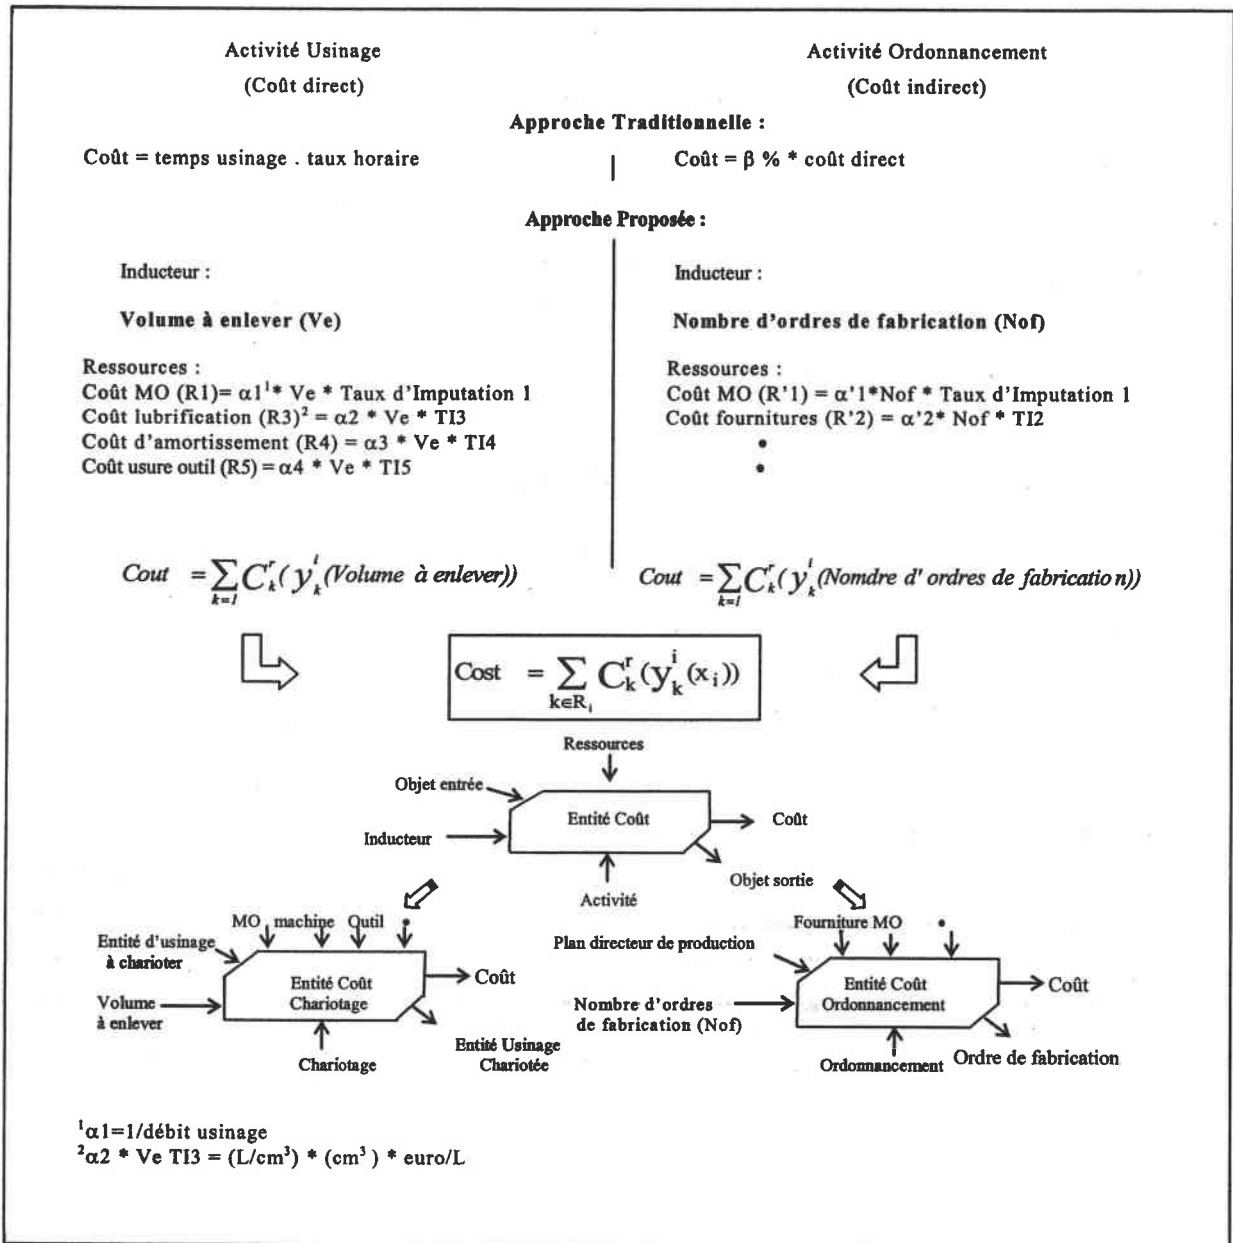 Activité Usinage
(Coût direct)
Activité Ordonnancement
(Coût indirect)
Approche Traditionnelle :
Coût = temps usinage . taux horaire
Coût = β % * coût direct
Approche Proposée :
Inducteur :
Volume à enlever (Ve)
Ressources :
Coût MO (R1)= α1¹* Ve * Taux d'Imputation 1
Coût lubrification (R3)² = α2 * Ve * TI3
Coût d'amortissement (R4) = α3 * Ve * TI4
Coût usure outil (R5) = α4 * Ve * TI5
Inducteur :
Nombre d'ordres de fabrication (Nof)
Ressources :
Coût MO (R'1) = α'1*Nof * Taux d'Imputation 1
Coût fournitures (R'2) = α'2* Nof * TI2
•
•
Cout = ∑_{k=1} C_k^r(y_k^i(Volume à enlever))
Cout = ∑_{k=1} C_k^r(y_k^i(Nomdre d' ordres de fabricatio n))
Cost = ∑_{k∈R_i} C_k^r(y_k^i(x_i))
Ressources
Objet entrée
Entité Coût
Coût
Inducteur
Objet sortie
Activité
MO machine Outil •
Entité d'usinage
à charioter
Entité Coût
Chariotage
Coût
Volume
à enlever
Entité Usinage
Chariotée
Chariotage
Fourniture MO •
Plan directeur de production
Entité Coût
Ordonnancement
Coût
Nombre d'ordres
de fabrication (Nof)
Ordonnancement
Ordre de fabrication
¹α1=1/débit usinage
²α2 * Ve TI3 = (L/cm³) * (cm³ ) * euro/L